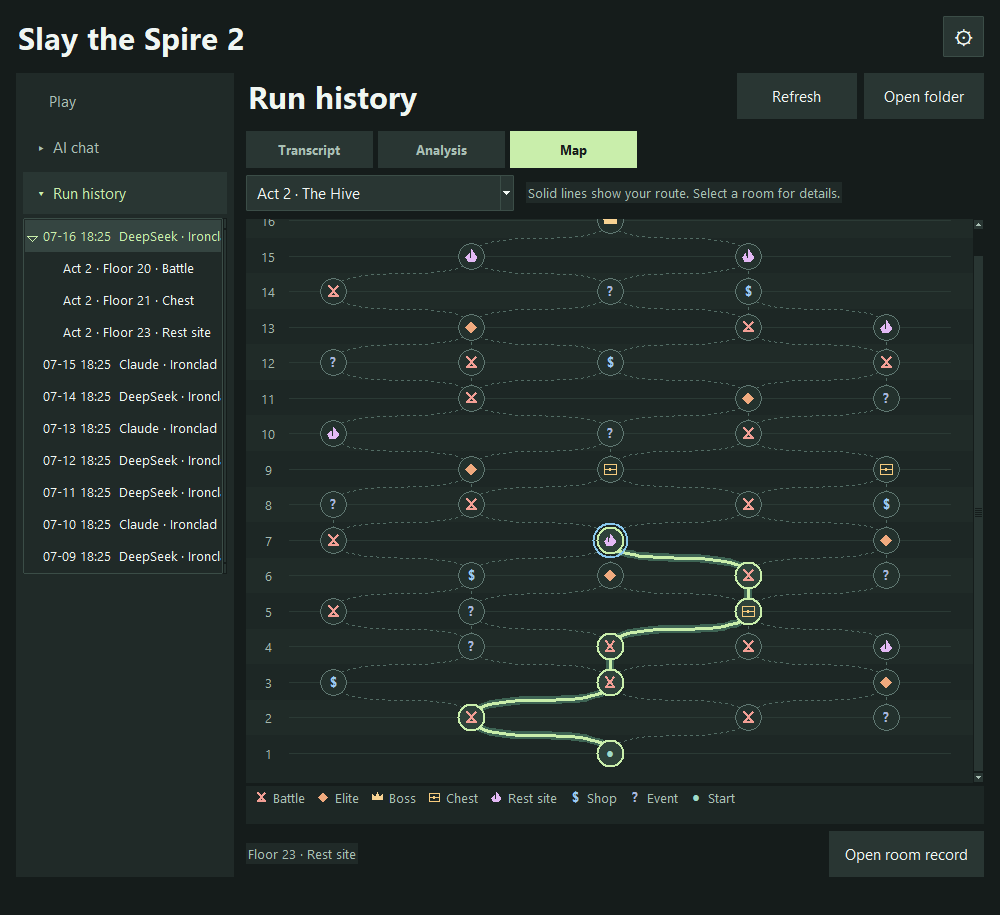 Slay the Spire 2
Play
AI chat
Run history
07-16 18:25 DeepSeek · Ironcl
Act 2 · Floor 20 · Battle
Act 2 · Floor 21 · Chest
Act 2 · Floor 23 · Rest site
07-15 18:25 Claude · Ironclad
07-14 18:25 DeepSeek · Ironcl
07-13 18:25 Claude · Ironclad
07-12 18:25 DeepSeek · Ironcl
07-11 18:25 DeepSeek · Ironcl
07-10 18:25 Claude · Ironclad
07-09 18:25 DeepSeek · Ironcl
Run history
Refresh
Open folder
Transcript
Analysis
Map
Act 2 · The Hive
Solid lines show your route. Select a room for details.
16
15
14 ? $
13
12 ? $
11 ?
10 ?
9
8 ? $
7
6 $ ?
5 ?
4 ?
3 $
2 ?
1
Battle Elite Boss Chest Rest site $ Shop ? Event Start
Floor 23 · Rest site
Open room record